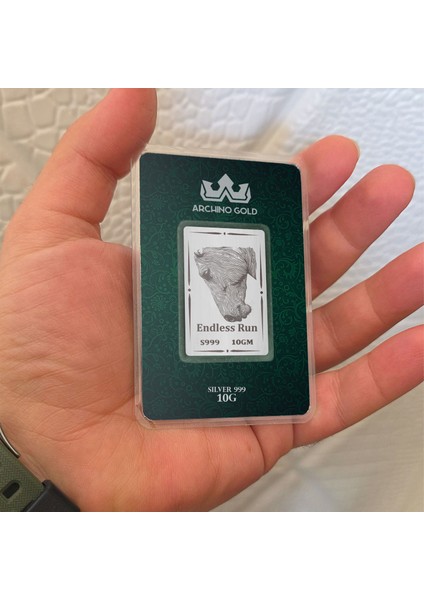 ARCHINO GOLD
Endless Run
S999 10GM
SILVER 999
10G